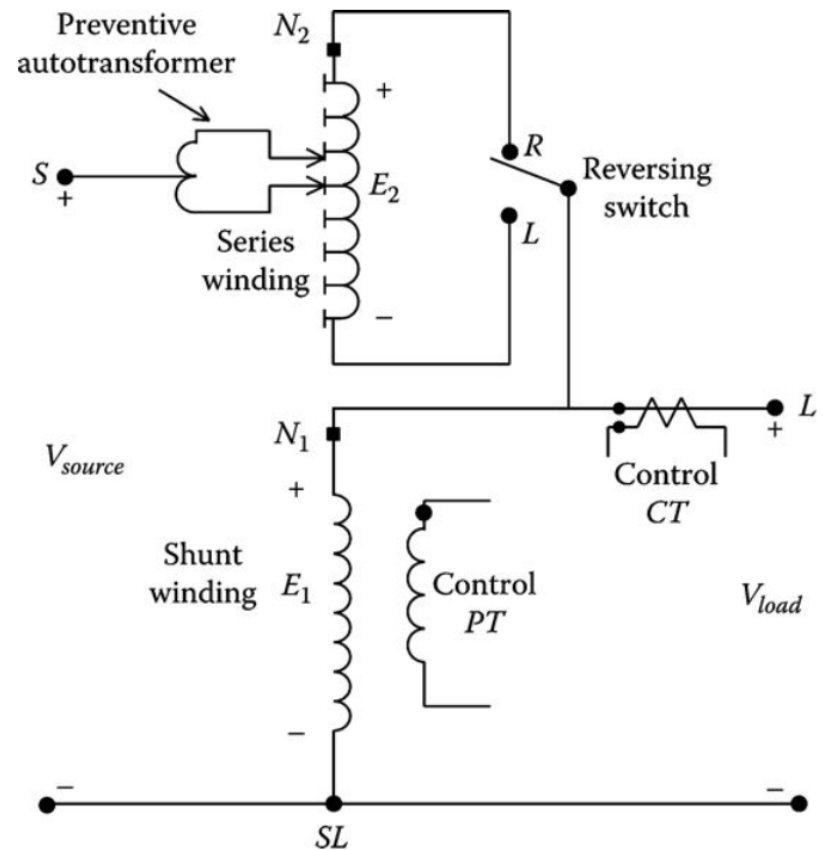 Preventive
autotransformer
N2
+
S
+
E2
R
Reversing
switch
L
Series
winding
−
N1
L
+
Control
CT
Vsource
+
Shunt
winding
E1
Control
PT
Vload
−
−
−
SL